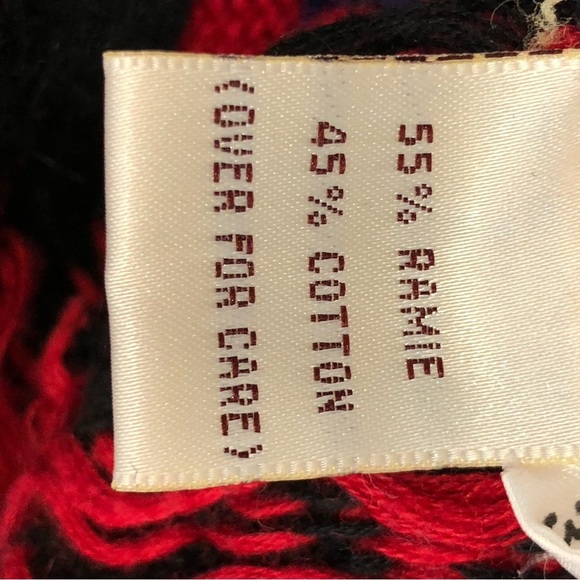 55% RAMIE
45% COTTON
(OVER FOR CARE)